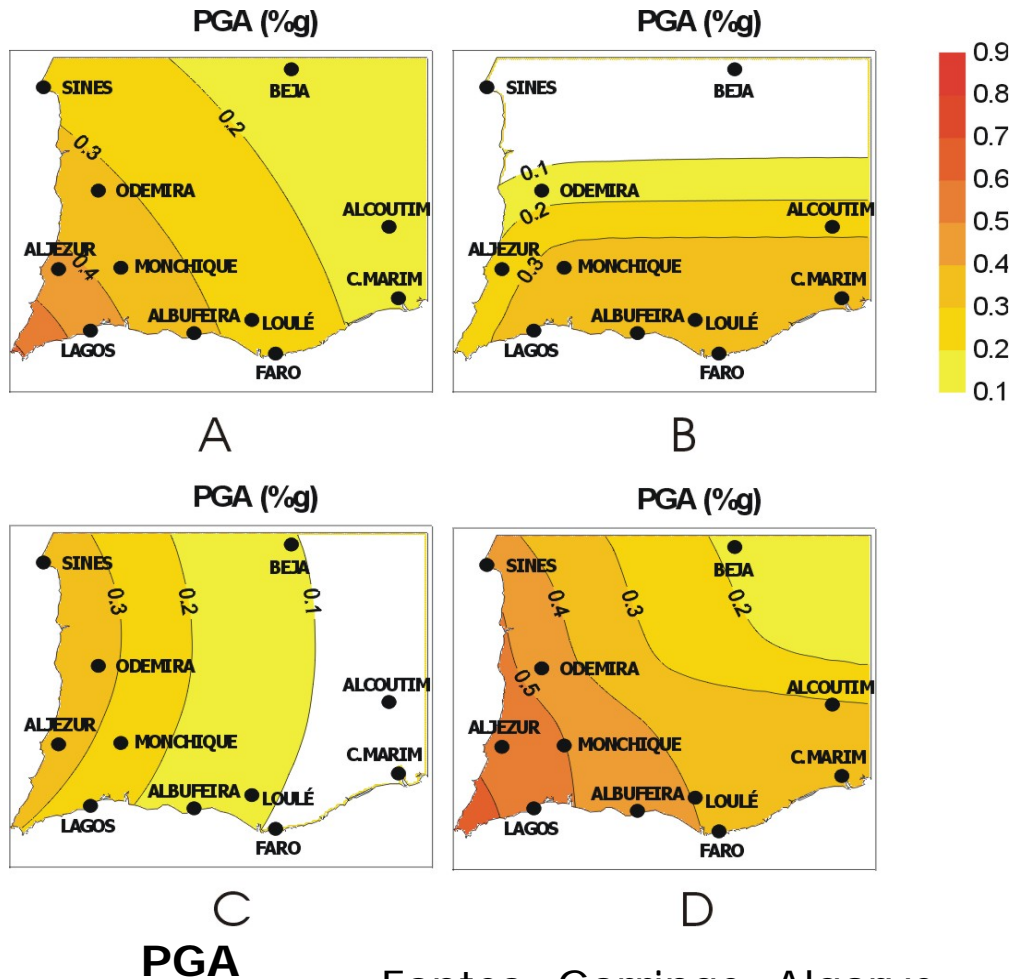 PGA (%g)
SINES
BEJA
0.2
0.3
ODEMIRA
ALCOUTIM
ALJEZUR
0.4
MONCHIQUE
C.MARIM
ALBUFEIRA
LOULÉ
LAGOS
FARO
A
PGA (%g)
SINES
BEJA
0.1
ODEMIRA
0.2
ALCOUTIM
ALJEZUR
0.3
MONCHIQUE
C.MARIM
ALBUFEIRA
LOULÉ
LAGOS
FARO
B
0.9
0.8
0.7
0.6
0.5
0.4
0.3
0.2
0.1
PGA (%g)
SINES
BEJA
0.3
0.2
0.1
ODEMIRA
ALCOUTIM
ALJEZUR
MONCHIQUE
C.MARIM
ALBUFEIRA
LOULÉ
LAGOS
FARO
C
PGA (%g)
SINES
BEJA
0.4
0.3
0.2
ODEMIRA
0.5
ALCOUTIM
ALJEZUR
MONCHIQUE
C.MARIM
ALBUFEIRA
LOULÉ
LAGOS
FARO
D
PGA